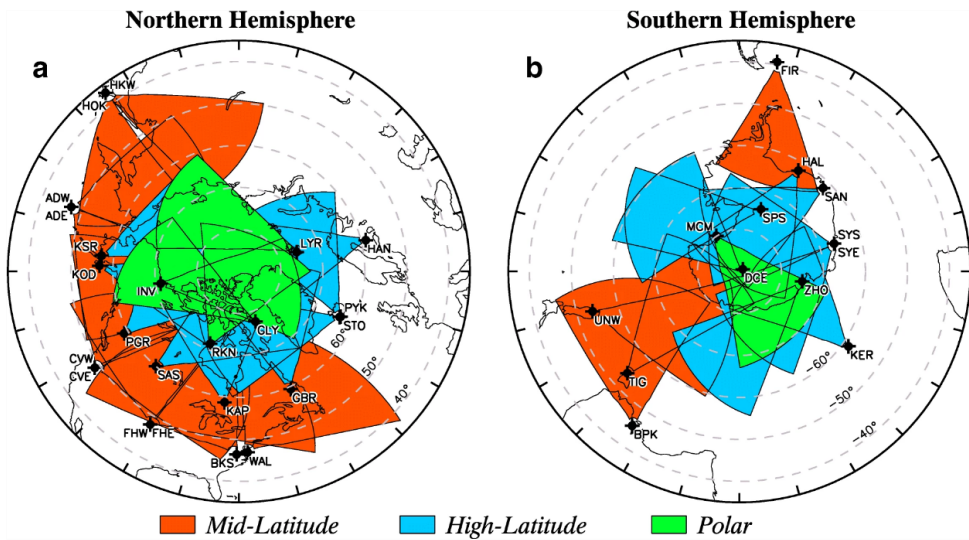 Northern Hemisphere
Southern Hemisphere
a
b
HKW
HOK
ADW
ADE
KSR
KOD
INV
PGR
CVW
CVE
SAS
RKN
GLY
LYR
HAN
PYK
STO
KAP
GBR
FHW FHE
BKS
WAL
60°
50°
40°
FIR
HAL
SAN
SPS
MCM
SYS
SYE
DCE
ZHO
UNW
KER
TIG
BPK
-60°
-50°
-40°
Mid-Latitude
High-Latitude
Polar